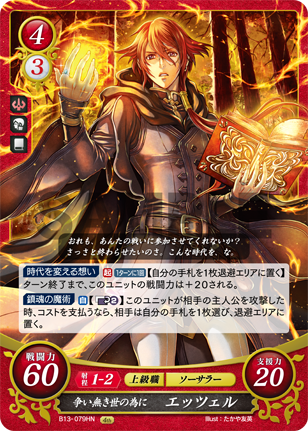 4
3
おれも、あんたの戦いに参加させてくれないか?
さっさと終わらせたいのさ。こんな時代を、な。
時代を変える想い 起 1ターンに1回【自分の手札を1枚退避エリアに置く】
ターン終了まで、このユニットの戦闘力は+20される。
鎮魂の魔術 自【】このユニットが相手の主人公を攻撃した
時、コストを支払うなら、相手は自分の手札を1枚選び、退避エリア
に置く。
戦闘力 60
射程 1-2 上級職 ソーサラー
支援力 20
争い無き世の為に エッツェル
B13-079HN 4th Illust:たかや友英